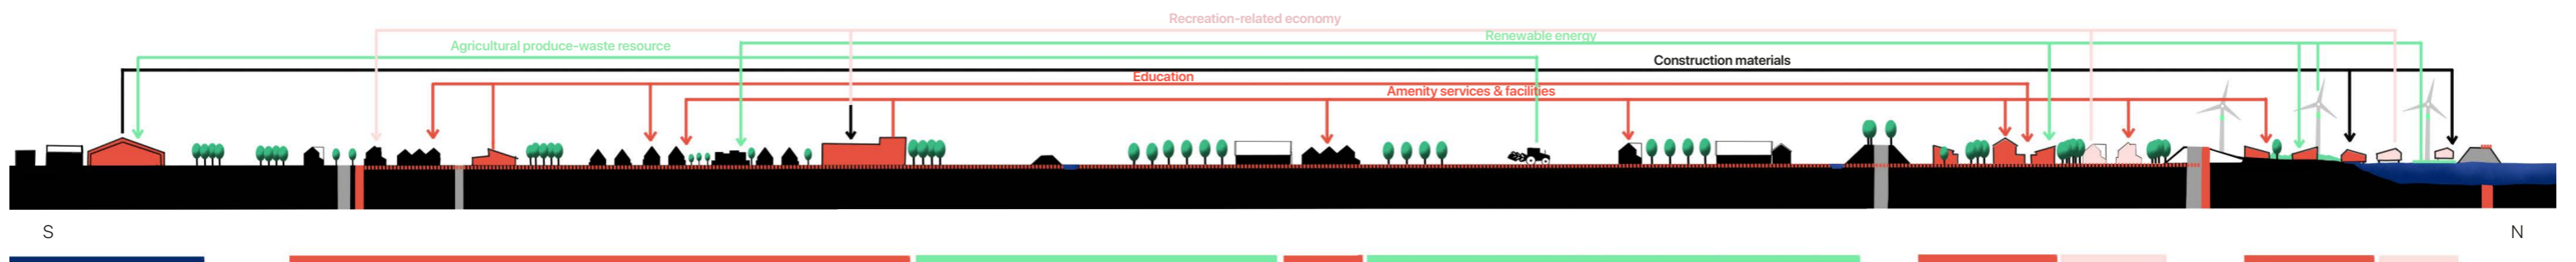 Recreation-related economy
Renewable energy
Agricultural produce-waste resource
Construction materials
Education
Amenity services & facilities
S
N